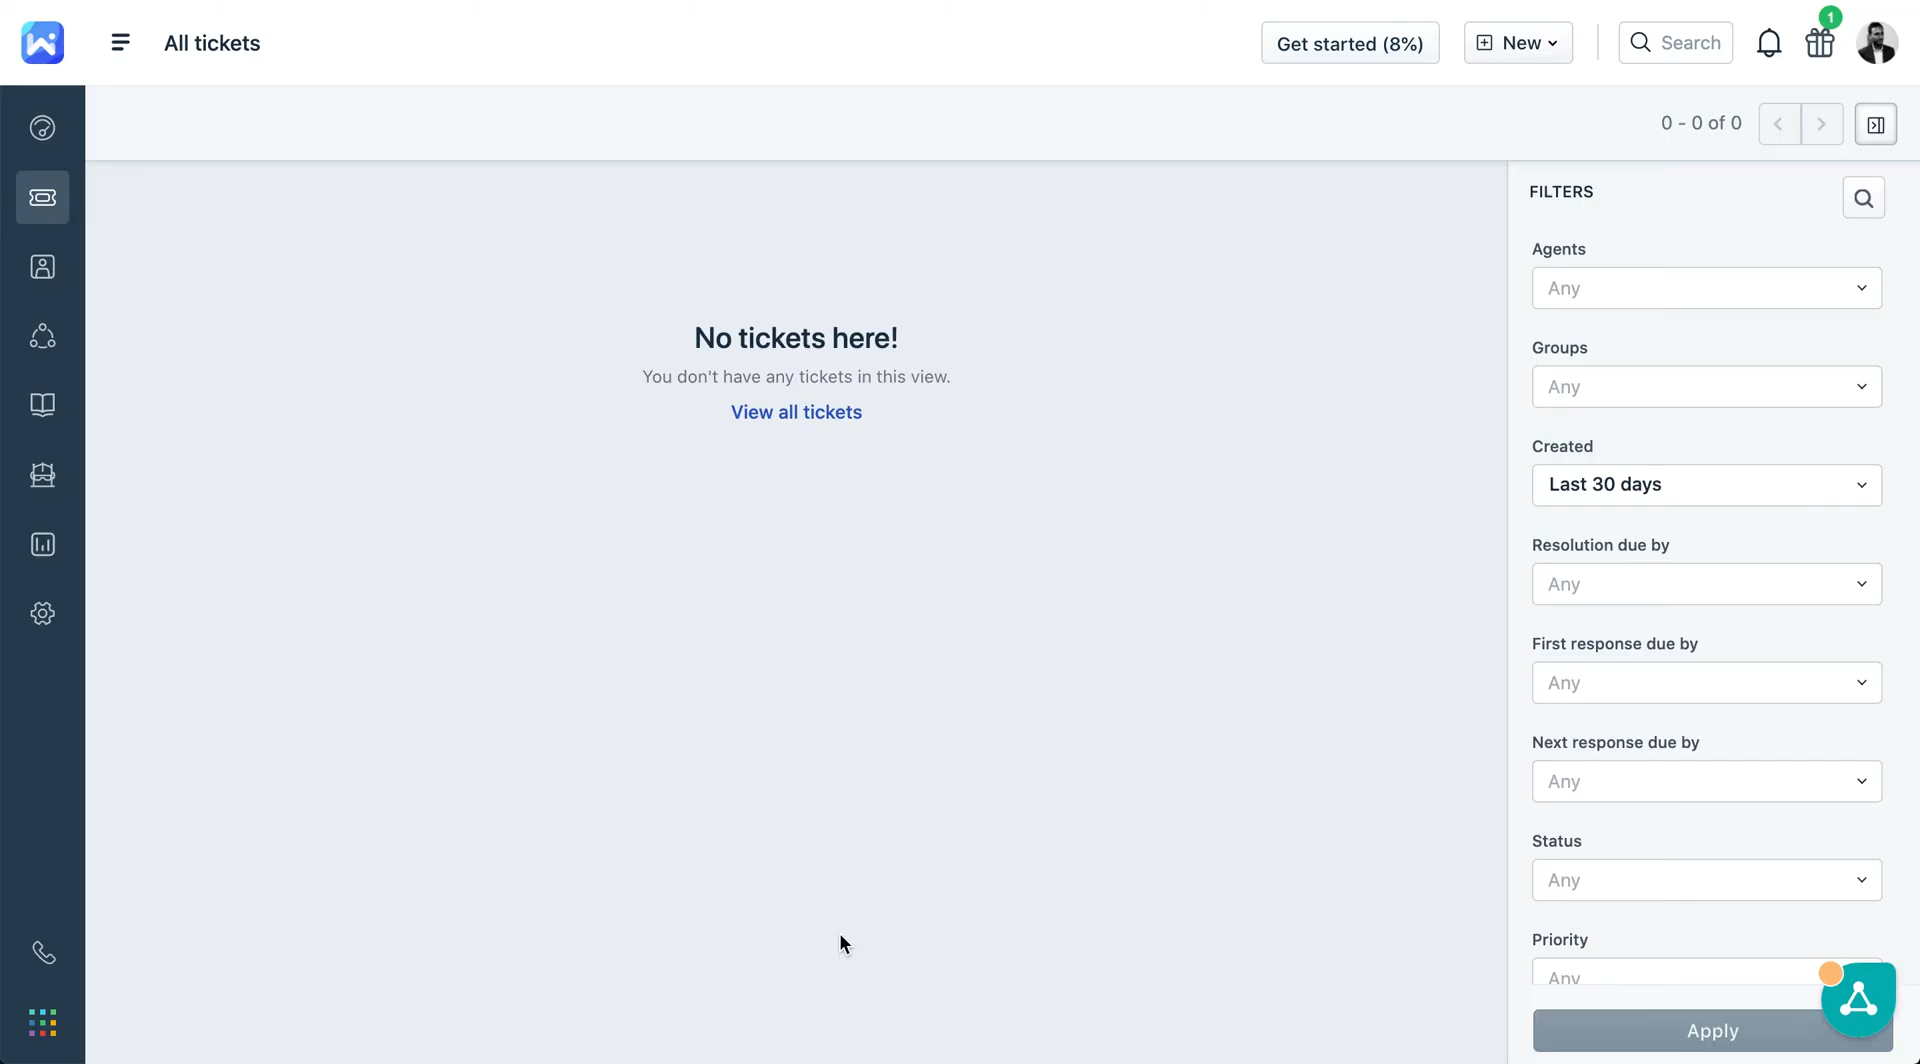 All tickets
Get started (8%)
New
Search
1
0 - 0 of 0
FILTERS
Agents
Any
Groups
Any
Created
Last 30 days
Resolution due by
Any
First response due by
Any
Next response due by
Any
Status
Any
Priority
Any
Apply
No tickets here!
You don't have any tickets in this view.
View all tickets